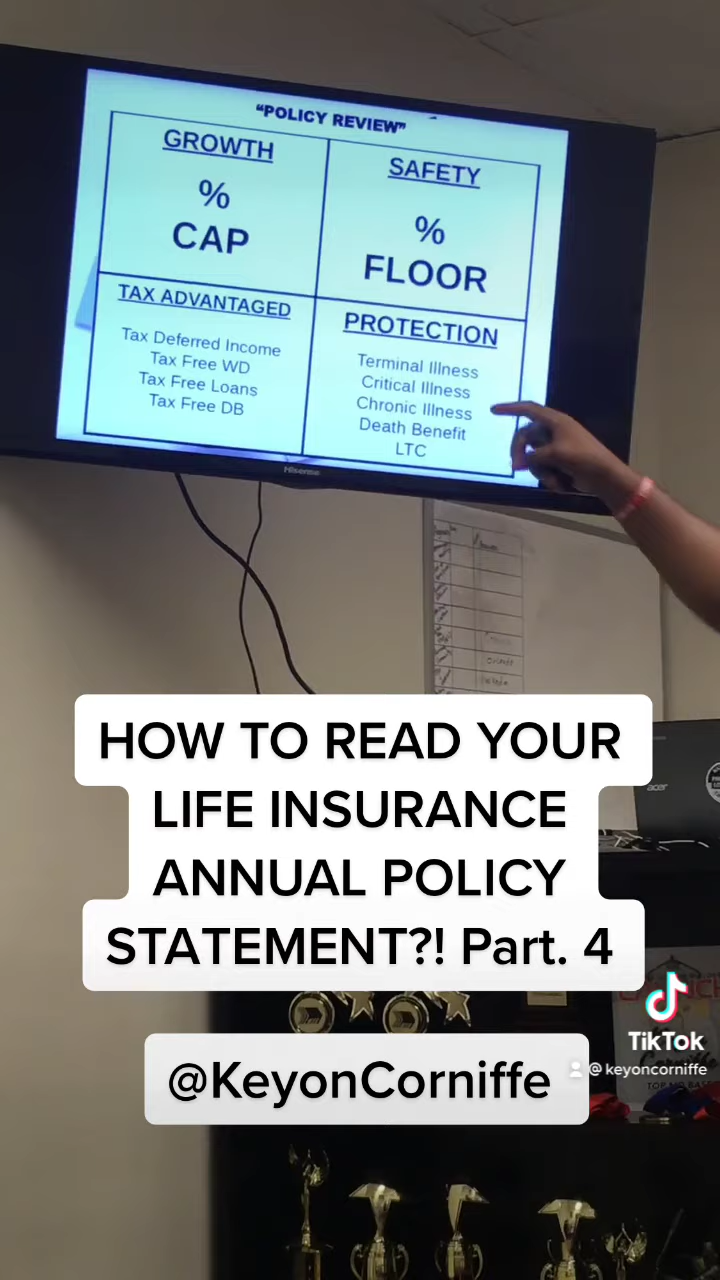 "POLICY REVIEW"
GROWTH
%
CAP
SAFETY
%
FLOOR
TAX ADVANTAGED
Tax Deferred Income
Tax Free WD
Tax Free Loans
Tax Free DB
PROTECTION
Terminal Illness
Critical Illness
Chronic Illness
Death Benefit
LTC
Hisense
acer
HOW TO READ YOUR
LIFE INSURANCE
ANNUAL POLICY
STATEMENT?! Part. 4
@KeyonCorniffe
TikTok
@keyoncorniffe